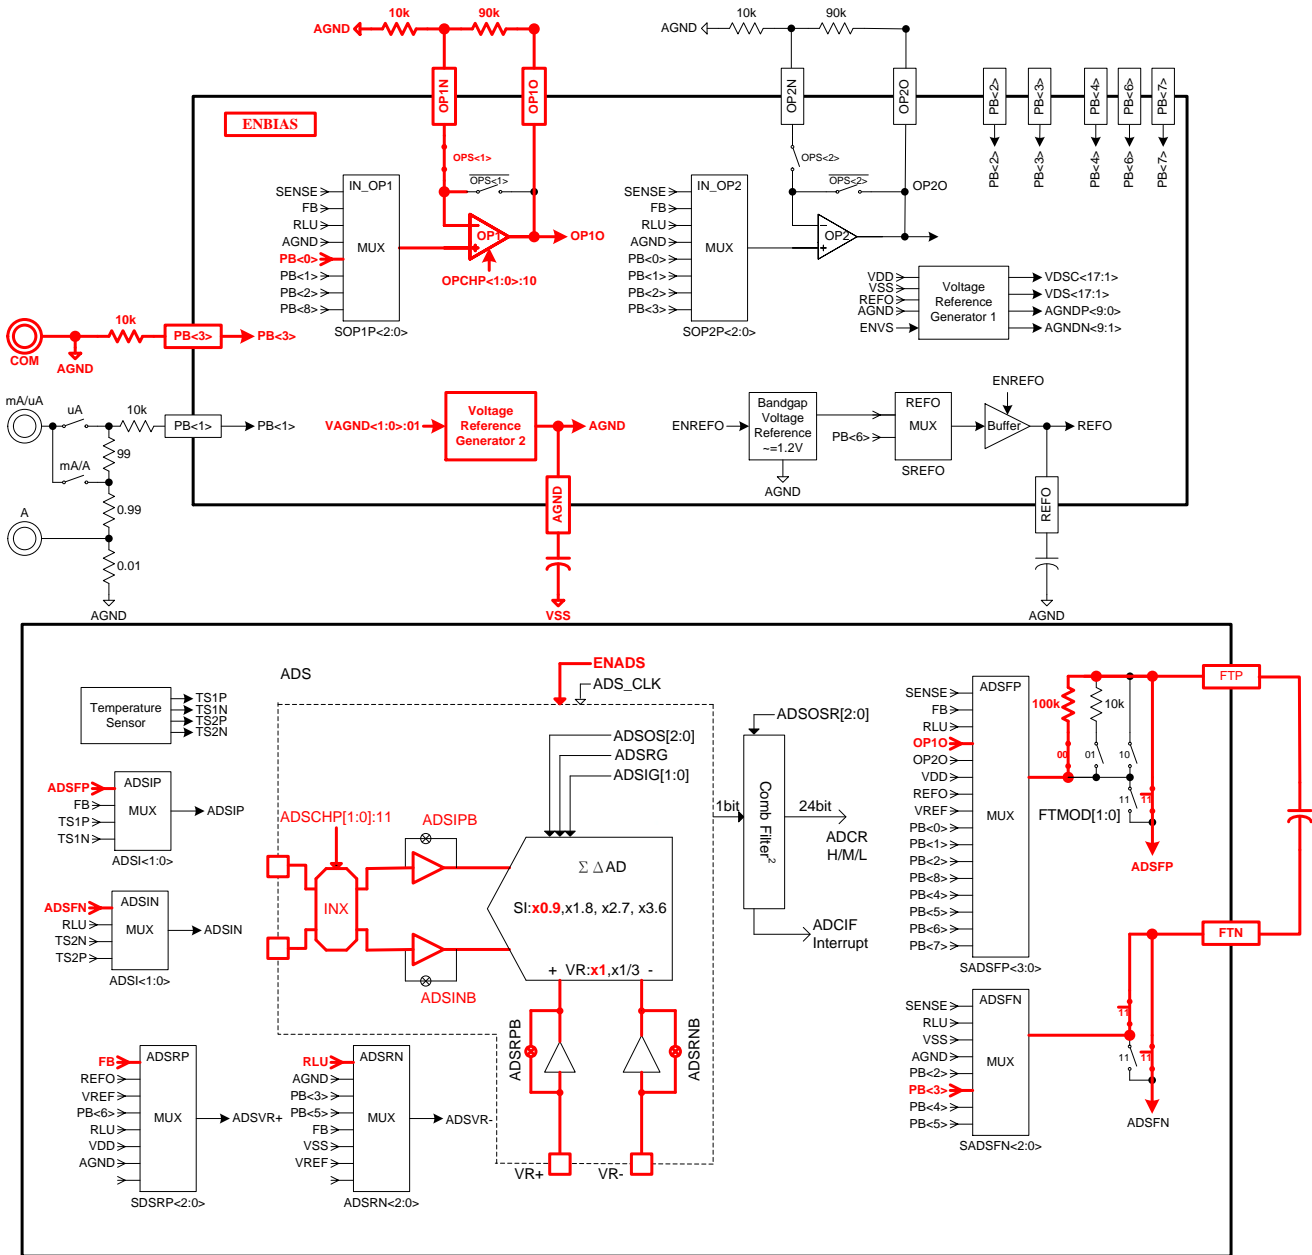 10k
90k
AGND
OP1N
OP1O
10k
90k
AGND
OP2N
OP2O
PB<2>
PB<3>
PB<4>
PB<6>
PB<7>
PB<2>
PB<3>
PB<4>
PB<6>
PB<7>
ENBIAS
OPS<1>
OPS<1>
SENSE
FB
RLU
AGND
PB<0>
PB<1>
PB<2>
PB<8>
IN_OP1
MUX
SOP1P<2:0>
OP1
OP1O
OPCHP<1:0>:10
OPS<2>
OPS<2>
SENSE
FB
RLU
AGND
PB<0>
PB<1>
PB<2>
PB<3>
IN_OP2
MUX
SOP2P<2:0>
OP2
OP2O
VDD
VSS
REFO
AGND
ENVS
Voltage
Reference
Generator 1
VDSC<17:1>
VDS<17:1>
AGNDP<9:0>
AGNDN<9:1>
COM
AGND
10k
PB<3>
PB<3>
mA/uA
uA
10k
PB<1>
PB<1>
99
mA/A
0.99
A
0.01
AGND
VAGND<1:0>:01
Voltage
Reference
Generator 2
AGND
AGND
VSS
ENREFO
Bandgap
Voltage
Reference
~=1.2V
AGND
PB<6>
REFO
MUX
SREFO
ENREFO
Buffer
REFO
REFO
AGND
Temperature
Sensor
TS1P
TS1N
TS2P
TS2N
ADSFP
FB
TS1P
TS1N
ADSIP
MUX
ADSI<1:0>
ADSIP
ADSFN
RLU
TS2N
TS2P
ADSIN
MUX
ADSI<1:0>
ADSIN
FB
REFO
VREF
PB<6>
RLU
VDD
AGND
ADSRP
MUX
SDSRP<2:0>
ADSVR+
RLU
AGND
PB<3>
PB<5>
FB
VSS
VREF
ADSRN
MUX
ADSRN<2:0>
ADSVR-
ADS
ENADS
ADS_CLK
ADSOS[2:0]
ADSRG
ADSIG[1:0]
ADSCHP[1:0]:11
INX
ADSIPB
ADSINB
Σ Δ AD
SI:x0.9,x1.8, x2.7, x3.6
+ VR:x1,x1/3 -
ADSRPB
ADSRNB
VR+
VR-
ADSOSR[2:0]
1bit
Comb Filter²
24bit
ADCR
H/M/L
ADCIF
Interrupt
SENSE
FB
RLU
OP1O
OP2O
VDD
REFO
VREF
PB<0>
PB<1>
PB<2>
PB<8>
PB<4>
PB<5>
PB<6>
PB<7>
ADSFP
MUX
SADSFP<3:0>
100k
10k
00
01
10
11
11
FTMOD[1:0]
ADSFP
FTP
FTN
SENSE
RLU
VSS
AGND
PB<2>
PB<3>
PB<4>
PB<5>
ADSFN
MUX
SADSFN<2:0>
11
11
11
ADSFN